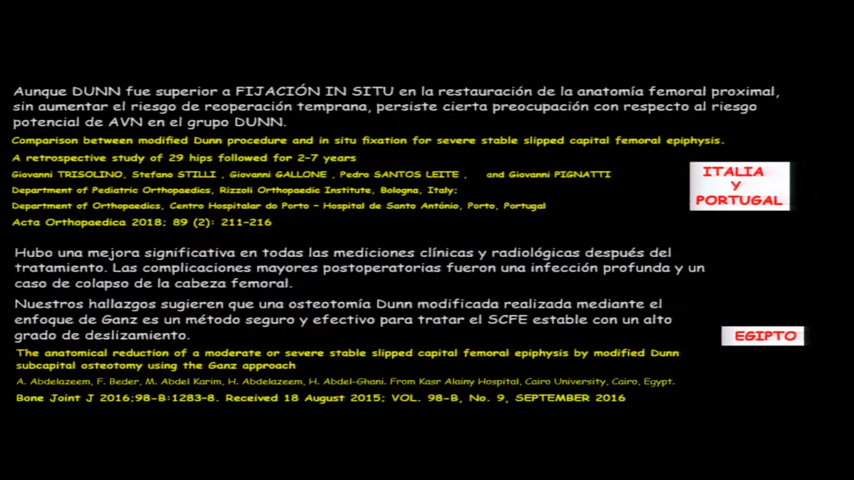 Aunque DUNN fue superior a FIJACIÓN IN SITU en la restauración de la anatomía femoral proximal,
sin aumentar el riesgo de reoperación temprana, persiste cierta preocupación con respecto al riesgo
potencial de AVN en el grupo DUNN.
Comparison between modified Dunn procedure and in situ fixation for severe stable slipped capital femoral epiphysis.
A retrospective study of 29 hips followed for 2-7 years
Giovanni TRISOLINO, Stefano STILLI , Giovanni GALLONE , Pedro SANTOS LEITE , and Giovanni PIGNATTI
Department of Pediatric Orthopaedics, Rizzoli Orthopaedic Institute, Bologna, Italy;
Department of Orthopaedics, Centro Hospitalar do Porto – Hospital de Santo António, Porto, Portugal
Acta Orthopaedica 2018; 89 (2): 211-216
ITALIA
Y
PORTUGAL
Hubo una mejora significativa en todas las mediciones clínicas y radiológicas después del
tratamiento. Las complicaciones mayores postoperatorias fueron una infección profunda y un
caso de colapso de la cabeza femoral.
Nuestros hallazgos sugieren que una osteotomía Dunn modificada realizada mediante el
enfoque de Ganz es un método seguro y efectivo para tratar el SCFE estable con un alto
grado de deslizamiento.
EGIPTO
The anatomical reduction of a moderate or severe stable slipped capital femoral epiphysis by modified Dunn
subcapital osteotomy using the Ganz approach
A. Abdelazeem, F. Beder, M. Abdel Karim, H. Abdelazeem, H. Abdel-Ghani. From Kasr Alainy Hospital, Cairo University, Cairo, Egypt.
Bone Joint J 2016;98-B:1283-8. Received 18 August 2015; VOL. 98-B, No. 9, SEPTEMBER 2016